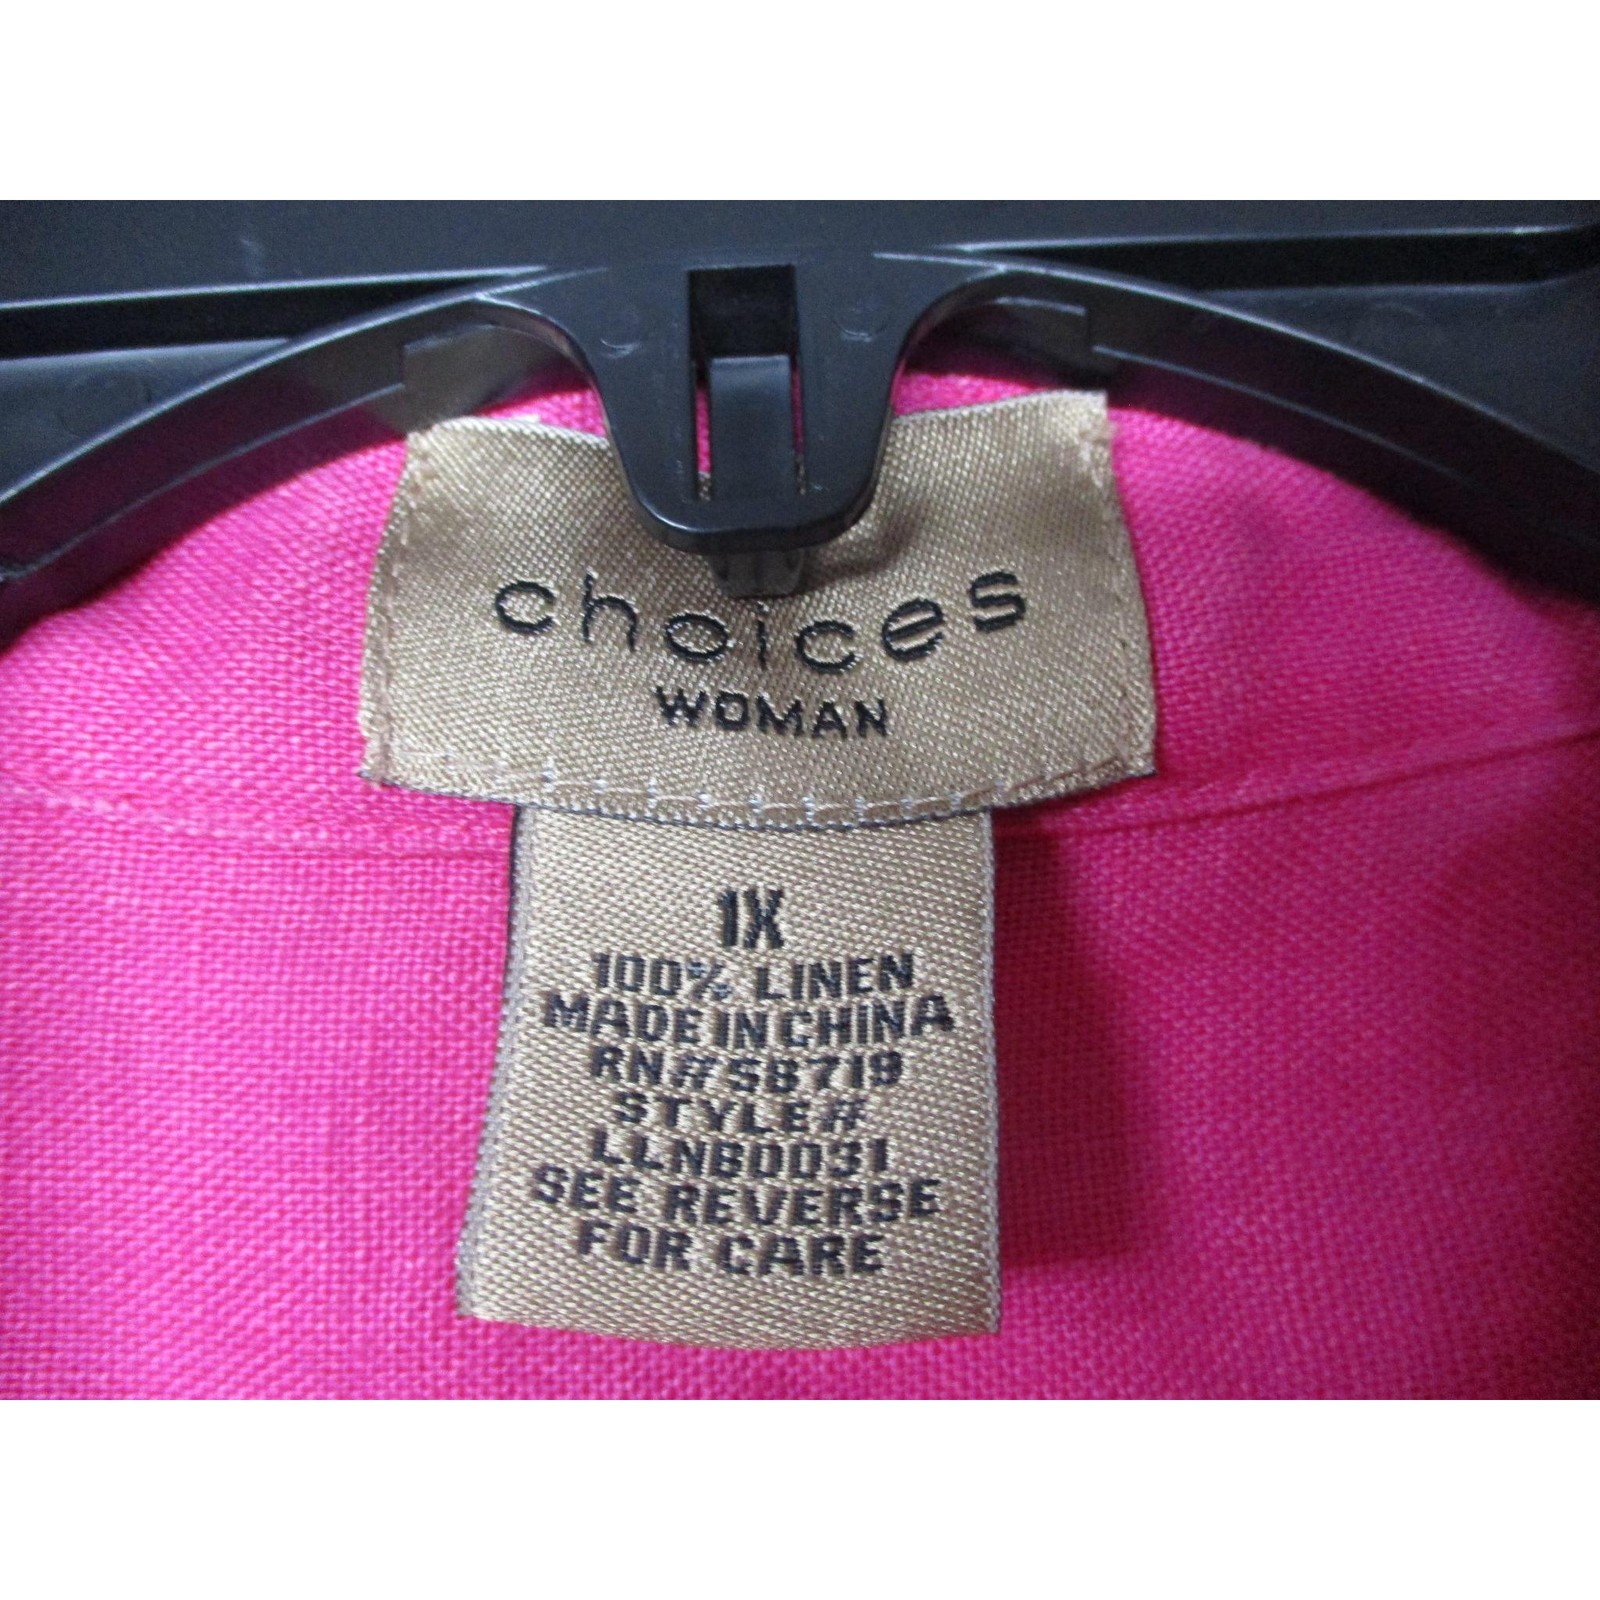 choices
WOMAN
1X
100% LINEN
MADE IN CHINA
RN#58719
STYLE#
LLNB0031
SEE REVERSE
FOR CARE